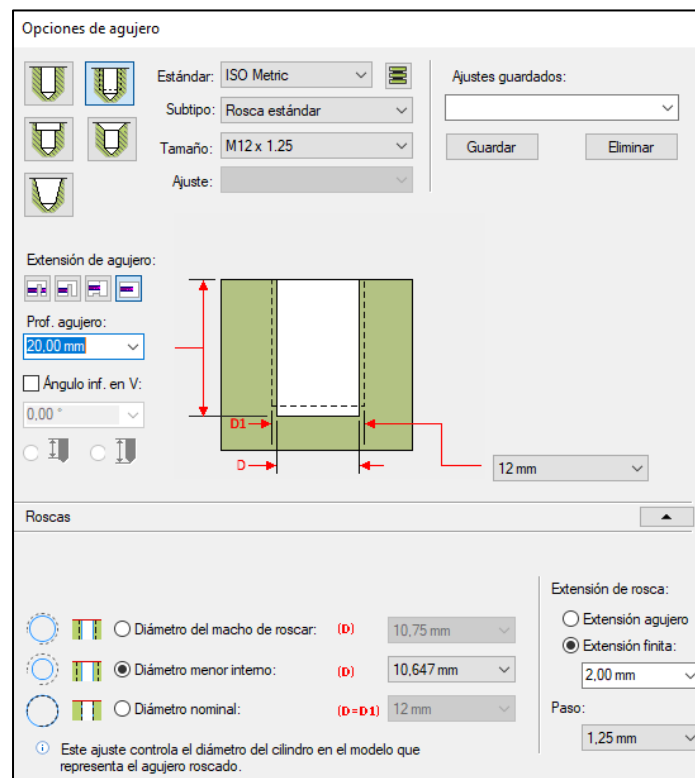 Opciones de agujero
Estándar: ISO Metric
Subtipo: Rosca estándar
Tamaño: M12 x 1.25
Ajuste:
Ajustes guardados:
Guardar Eliminar
Extensión de agujero:
Prof. agujero:
20,00 mm
Ángulo inf. en V:
0,00 °
D1
D
12 mm
Roscas
Diámetro del macho de roscar: (D) 10,75 mm
Diámetro menor interno: (D) 10,647 mm
Diámetro nominal: (D=D1) 12 mm
Este ajuste controla el diámetro del cilindro en el modelo que
representa el agujero roscado.
Extensión de rosca:
Extensión agujero
Extensión finita:
2,00 mm
Paso:
1,25 mm